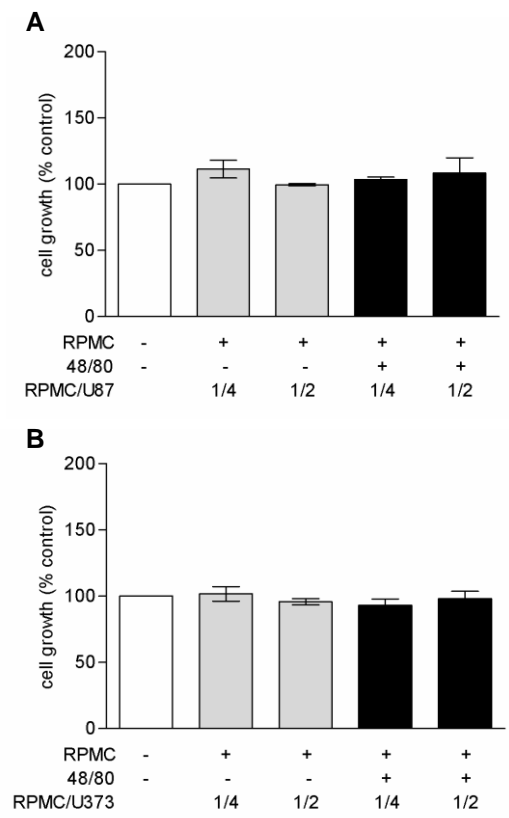 A
cell growth (% control)
200
150
100
50
0
RPMC - + + + +
48/80 - - - + +
RPMC/U87 1/4 1/2 1/4 1/2
B
cell growth (% control)
200
150
100
50
0
RPMC - + + + +
48/80 - - - + +
RPMC/U373 1/4 1/2 1/4 1/2